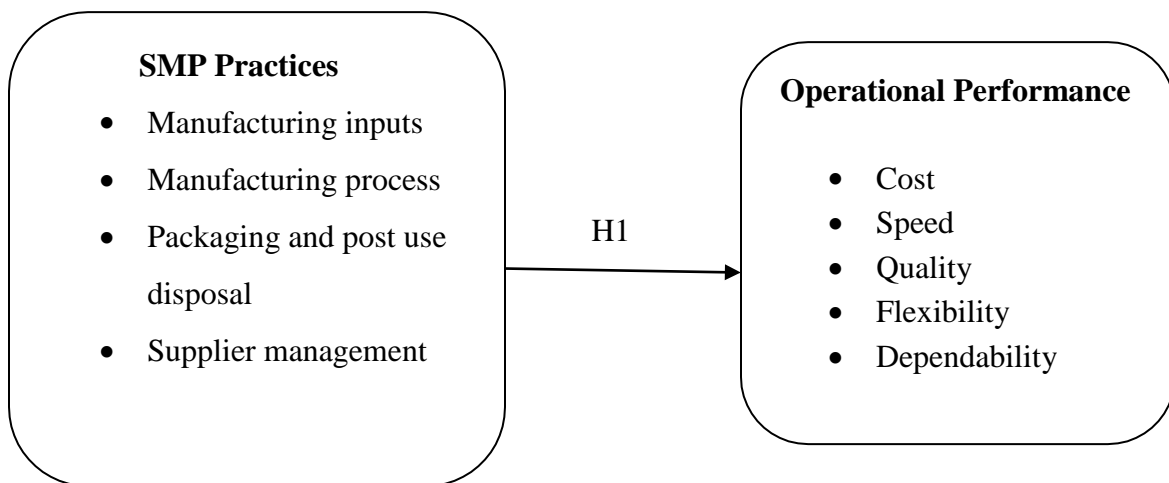 SMP Practices
• Manufacturing inputs
• Manufacturing process
• Packaging and post use
disposal
• Supplier management
H1
Operational Performance
• Cost
• Speed
• Quality
• Flexibility
• Dependability